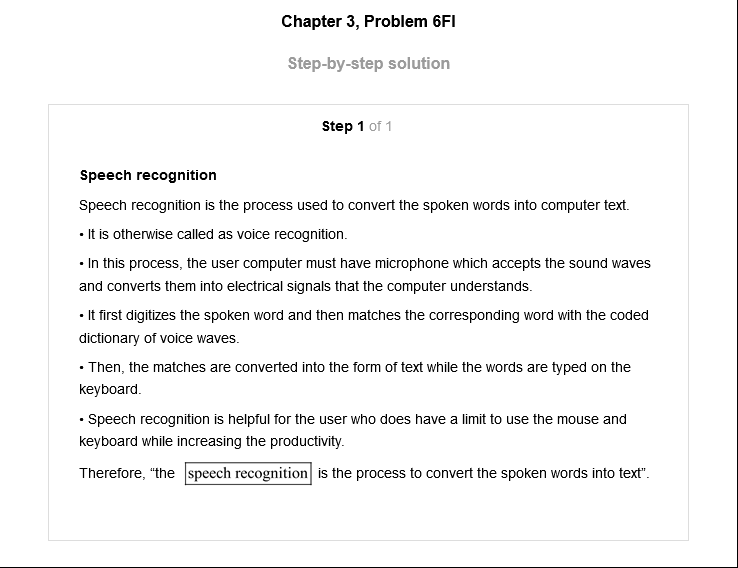 Chapter 3, Problem 6FI
Step-by-step solution
Step 1 of 1
Speech recognition
Speech recognition is the process used to convert the spoken words into computer text.
• It is otherwise called as voice recognition.
• In this process, the user computer must have microphone which accepts the sound waves
and converts them into electrical signals that the computer understands.
• It first digitizes the spoken word and then matches the corresponding word with the coded
dictionary of voice waves.
• Then, the matches are converted into the form of text while the words are typed on the
keyboard.
• Speech recognition is helpful for the user who does have a limit to use the mouse and
keyboard while increasing the productivity.
Therefore, “the speech recognition is the process to convert the spoken words into text”.